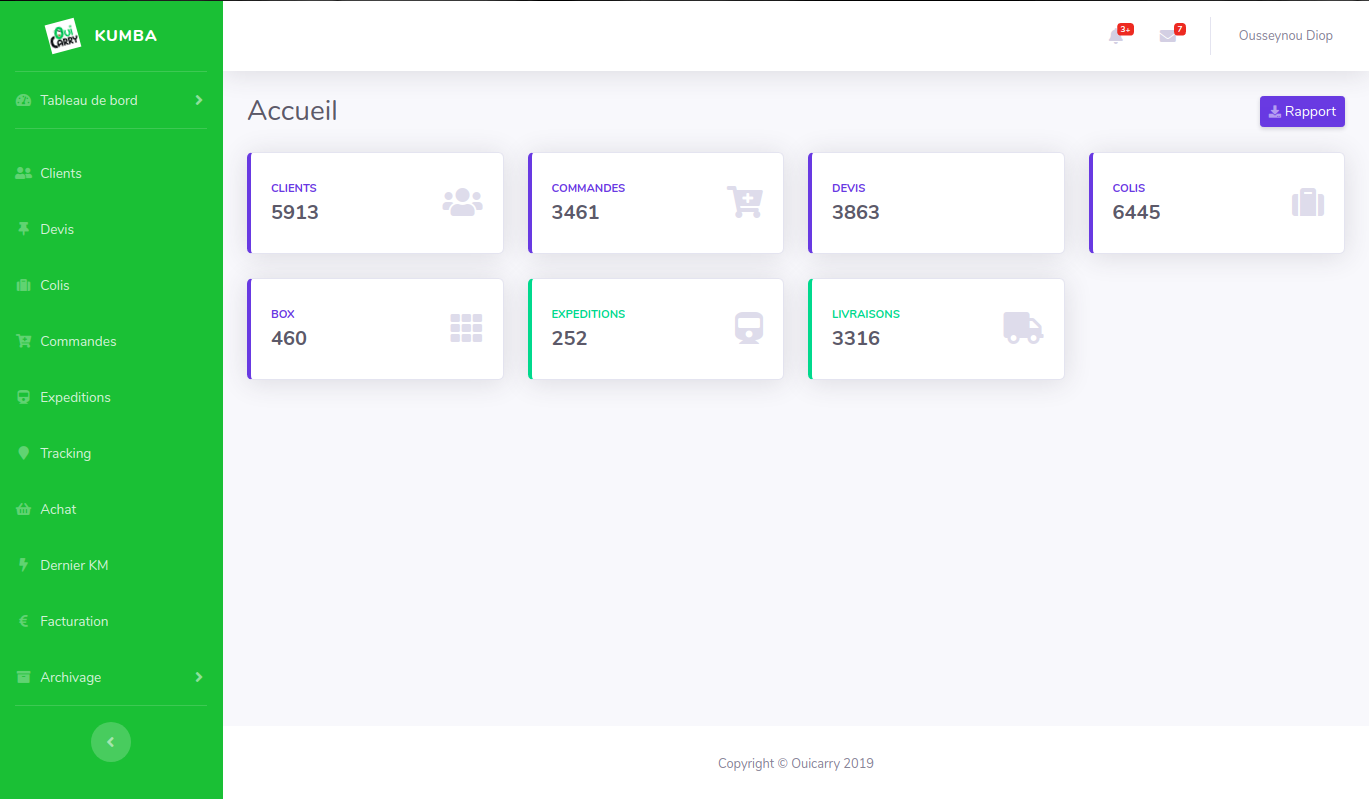 Oui
CARRY
KUMBA
3+
7
Ousseynou Diop
Tableau de bord
Clients
Devis
Colis
Commandes
Expeditions
Tracking
Achat
Dernier KM
Facturation
Archivage
Accueil
Rapport
CLIENTS
5913
COMMANDES
3461
DEVIS
3863
COLIS
6445
BOX
460
EXPEDITIONS
252
LIVRAISONS
3316
Copyright © Ouicarry 2019